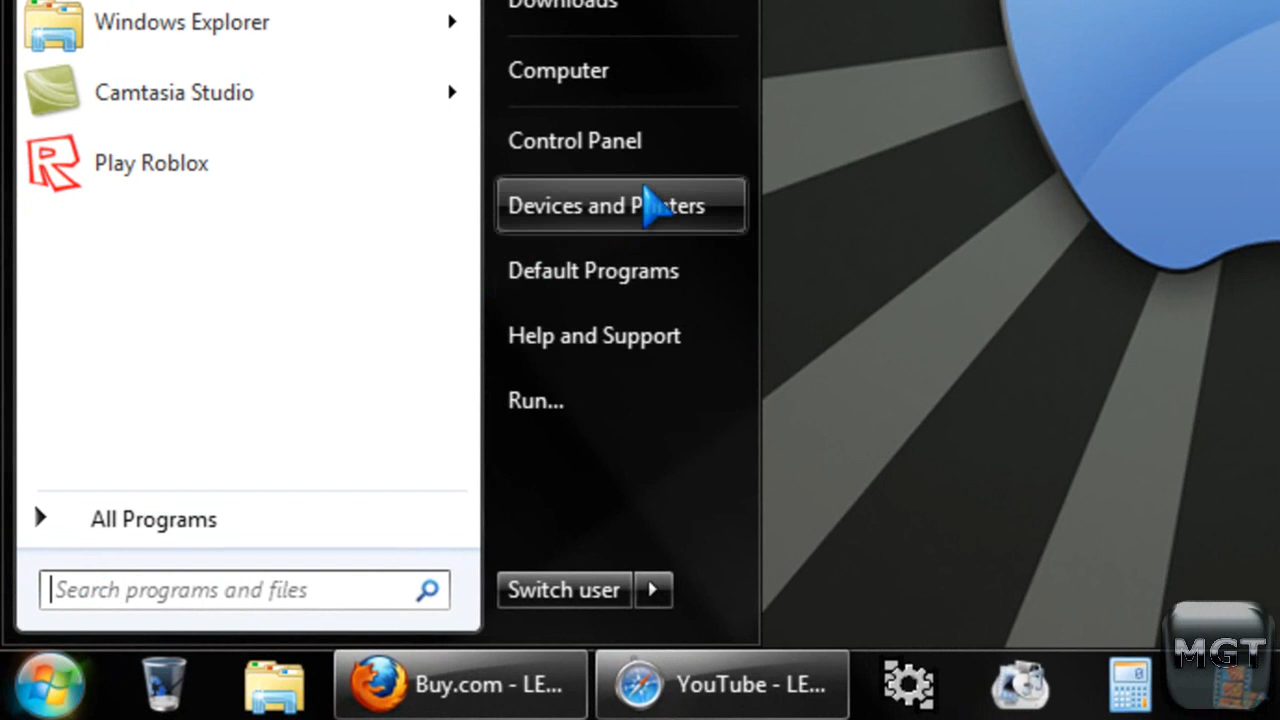 Downloads
Windows Explorer
Computer
Camtasia Studio
Control Panel
Play Roblox
Devices and Printers
Default Programs
Help and Support
Run...
All Programs
Search programs and files
Switch user
Buy.com - LE...
YouTube - LE...
0
MGT